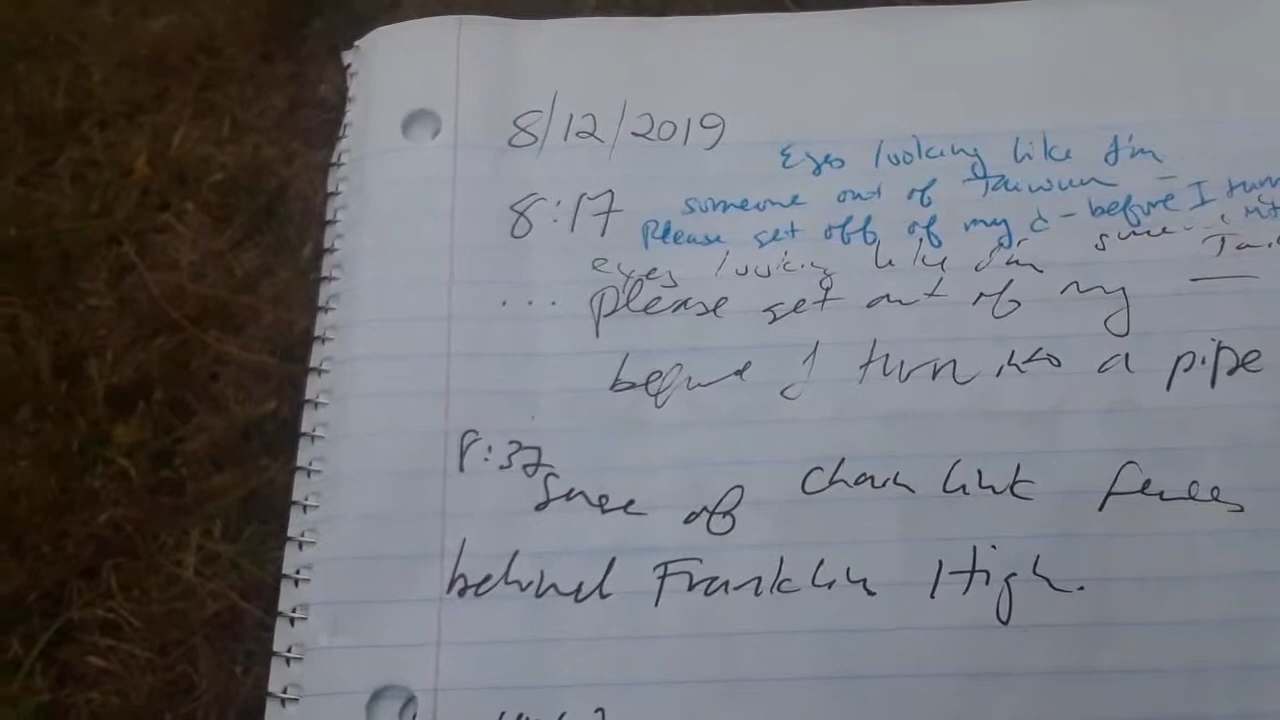 8/12/2019
Eyes looking like I'm
8:17 someone out of Taiwan -
Please get off of my d - before I turn
eyes looking like I'm
... please get out of my —
before I turn into a pipe
8:37
Sense of chain link fences
behind Franklin High.